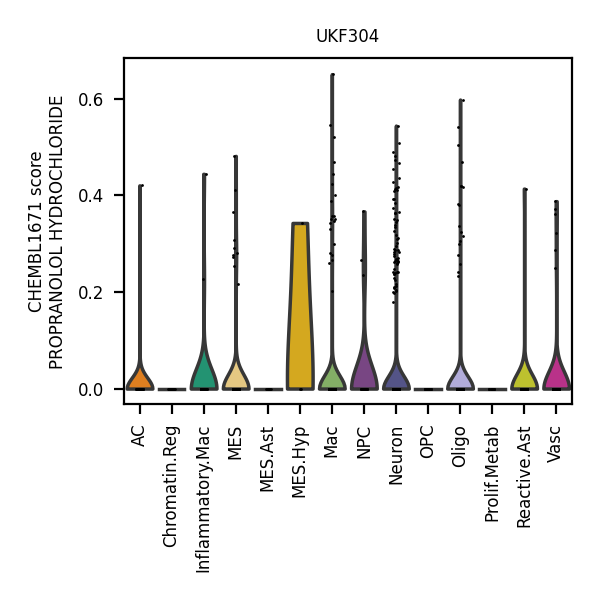 UKF304
CHEMBL1671 score
PROPRANOLOL HYDROCHLORIDE
0.6
0.4
0.2
0.0
AC
Chromatin.Reg
Inflammatory.Mac
MES
MES.Ast
MES.Hyp
Mac
NPC
Neuron
OPC
Oligo
Prolif.Metab
Reactive.Ast
Vasc